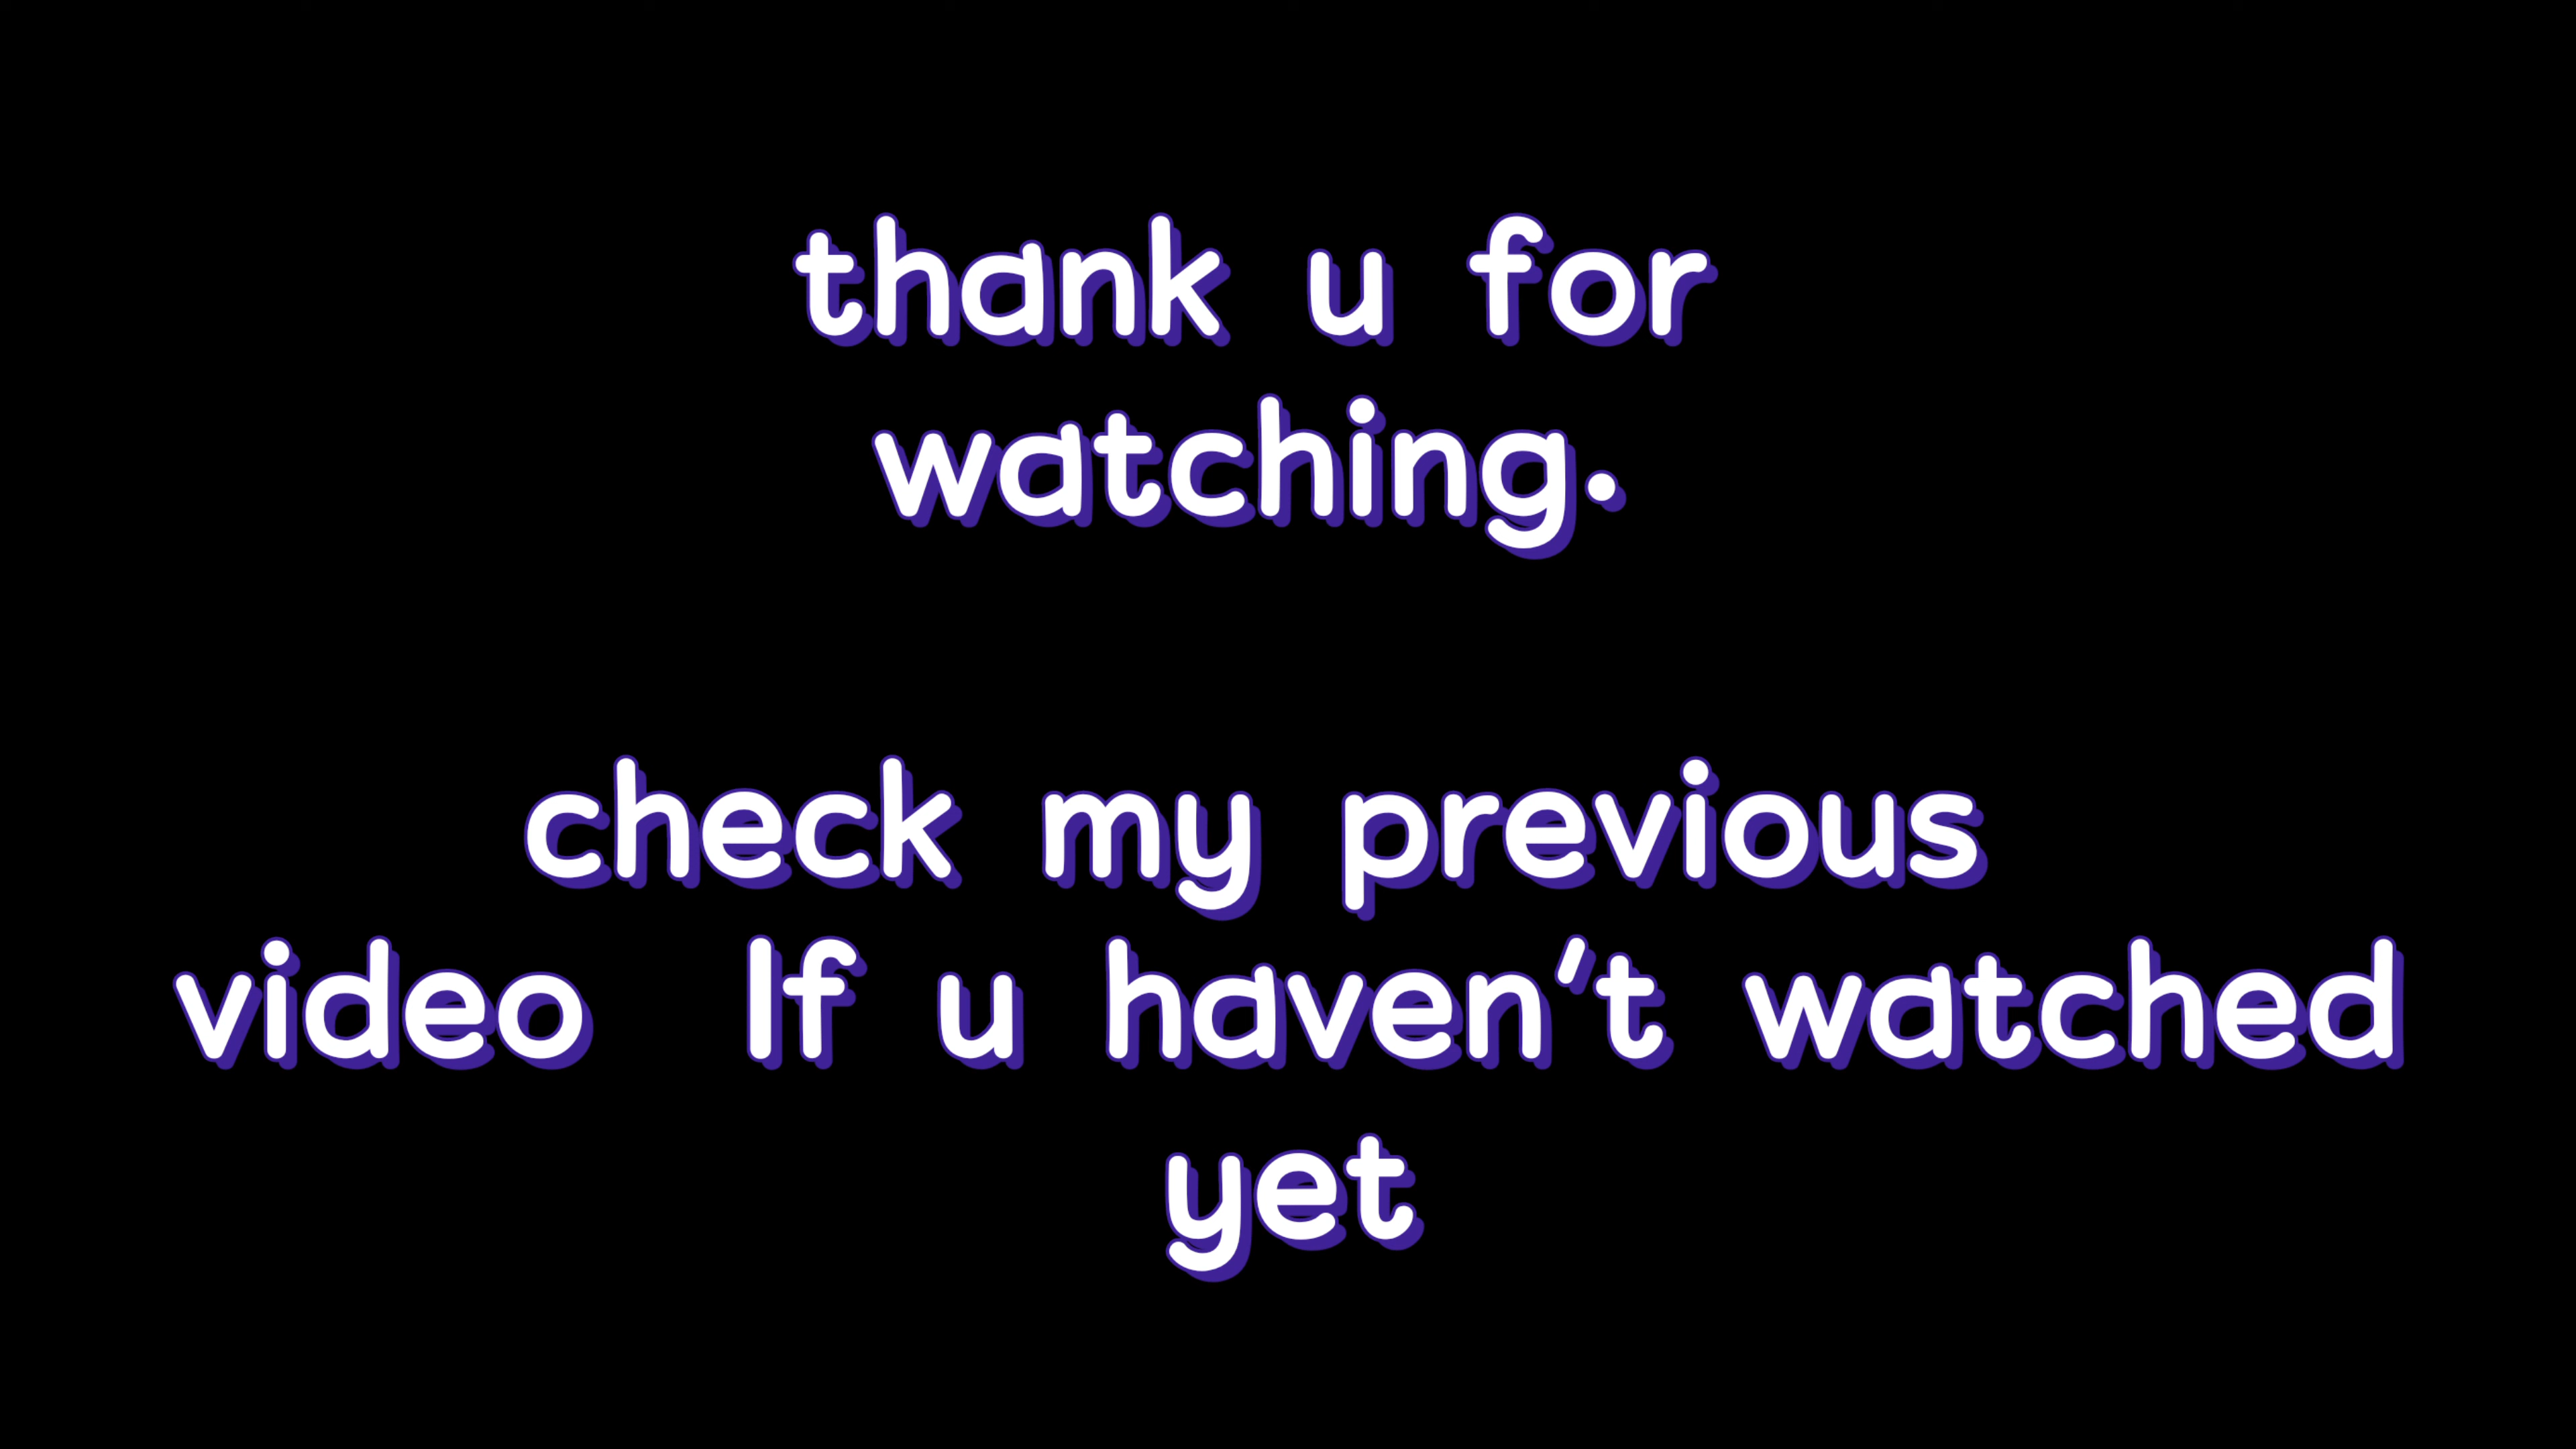 thank u for
watching.
check my previous
video If u haven't watched
yet